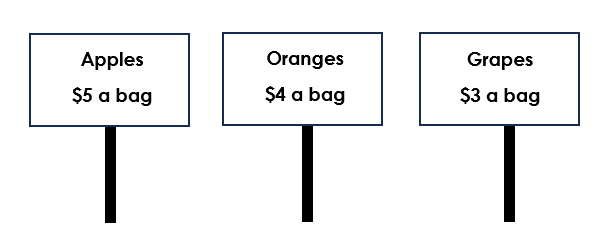 Apples
$5 a bag
Oranges
$4 a bag
Grapes
$3 a bag